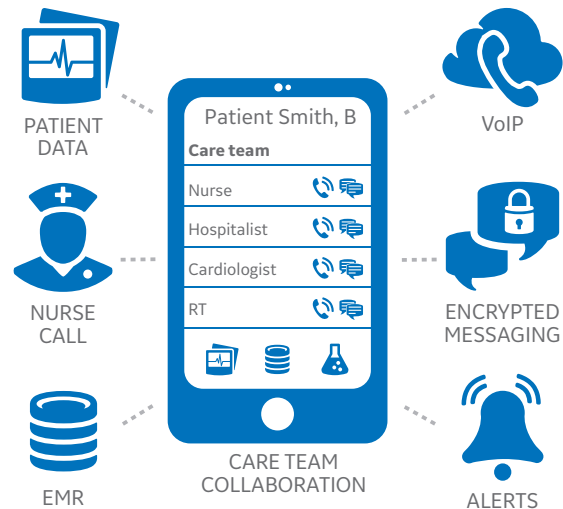 PATIENT
DATA
NURSE
CALL
EMR
Patient Smith, B
Care team
Nurse
Hospitalist
Cardiologist
RT
CARE TEAM
COLLABORATION
VoIP
ENCRYPTED
MESSAGING
ALERTS